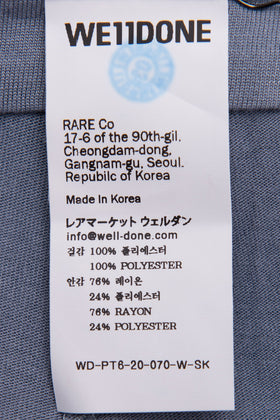 WE11DONE
RARE Co
17-6 of the 90th-gil,
Cheongdam-dong,
Gangnam-gu, Seoul.
Republic of Korea
Made in Korea
レアマーケット ウェルダン
info@well-done.com
겉감 100% 폴리에스터
100% POLYESTER
안감 76% 레이온
24% 폴리에스터
76% RAYON
24% POLYESTER
WD-PT6-20-070-W-SK